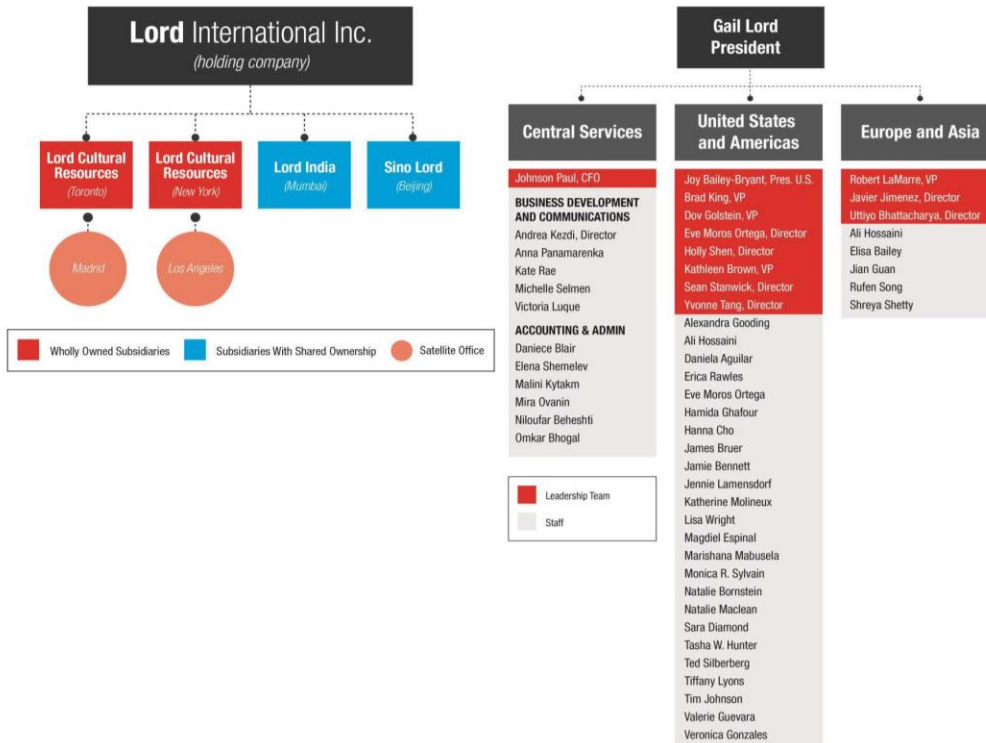 Lord International Inc.
(holding company)
Lord Cultural
Resources
(Toronto)
Lord Cultural
Resources
(New York)
Lord India
(Mumbai)
Sino Lord
(Beijing)
Madrid
Los Angeles
Wholly Owned Subsidiaries
Subsidiaries With Shared Ownership
Satellite Office
Gail Lord
President
Central Services
Johnson Paul, CFO
BUSINESS DEVELOPMENT
AND COMMUNICATIONS
Andrea Kezdi, Director
Anna Panamarenka
Kate Rae
Michelle Selmen
Victoria Luque
ACCOUNTING & ADMIN
Daniece Blair
Elena Shemelev
Malini Kytakm
Mira Ovanin
Niloufar Beheshti
Omkar Bhogal
Leadership Team
Staff
United States
and Americas
Joy Bailey-Bryant, Pres. U.S.
Brad King, VP
Dov Golstein, VP
Eve Moros Ortega, Director
Holly Shen, Director
Kathleen Brown, VP
Sean Stanwick, Director
Yvonne Tang, Director
Alexandra Gooding
Ali Hossaini
Daniela Aguilar
Erica Rawles
Eve Moros Ortega
Hamida Ghafour
Hanna Cho
James Bruer
Jamie Bennett
Jennie Lamensdorf
Katherine Molineux
Lisa Wright
Magdiel Espinal
Marishana Mabusela
Monica R. Sylvain
Natalie Bornstein
Natalie Maclean
Sara Diamond
Tasha W. Hunter
Ted Silberberg
Tiffany Lyons
Tim Johnson
Valerie Guevara
Veronica Gonzales
Europe and Asia
Robert LaMarre, VP
Javier Jimenez, Director
Uttiyo Bhattacharya, Director
Ali Hossaini
Elisa Bailey
Jian Guan
Rufen Song
Shreya Shetty